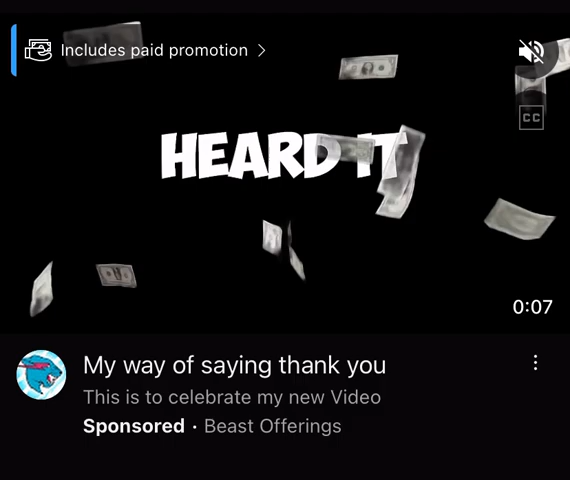 Includes paid promotion
HEARD IT
CC
0:07
My way of saying thank you
This is to celebrate my new Video
Sponsored · Beast Offerings